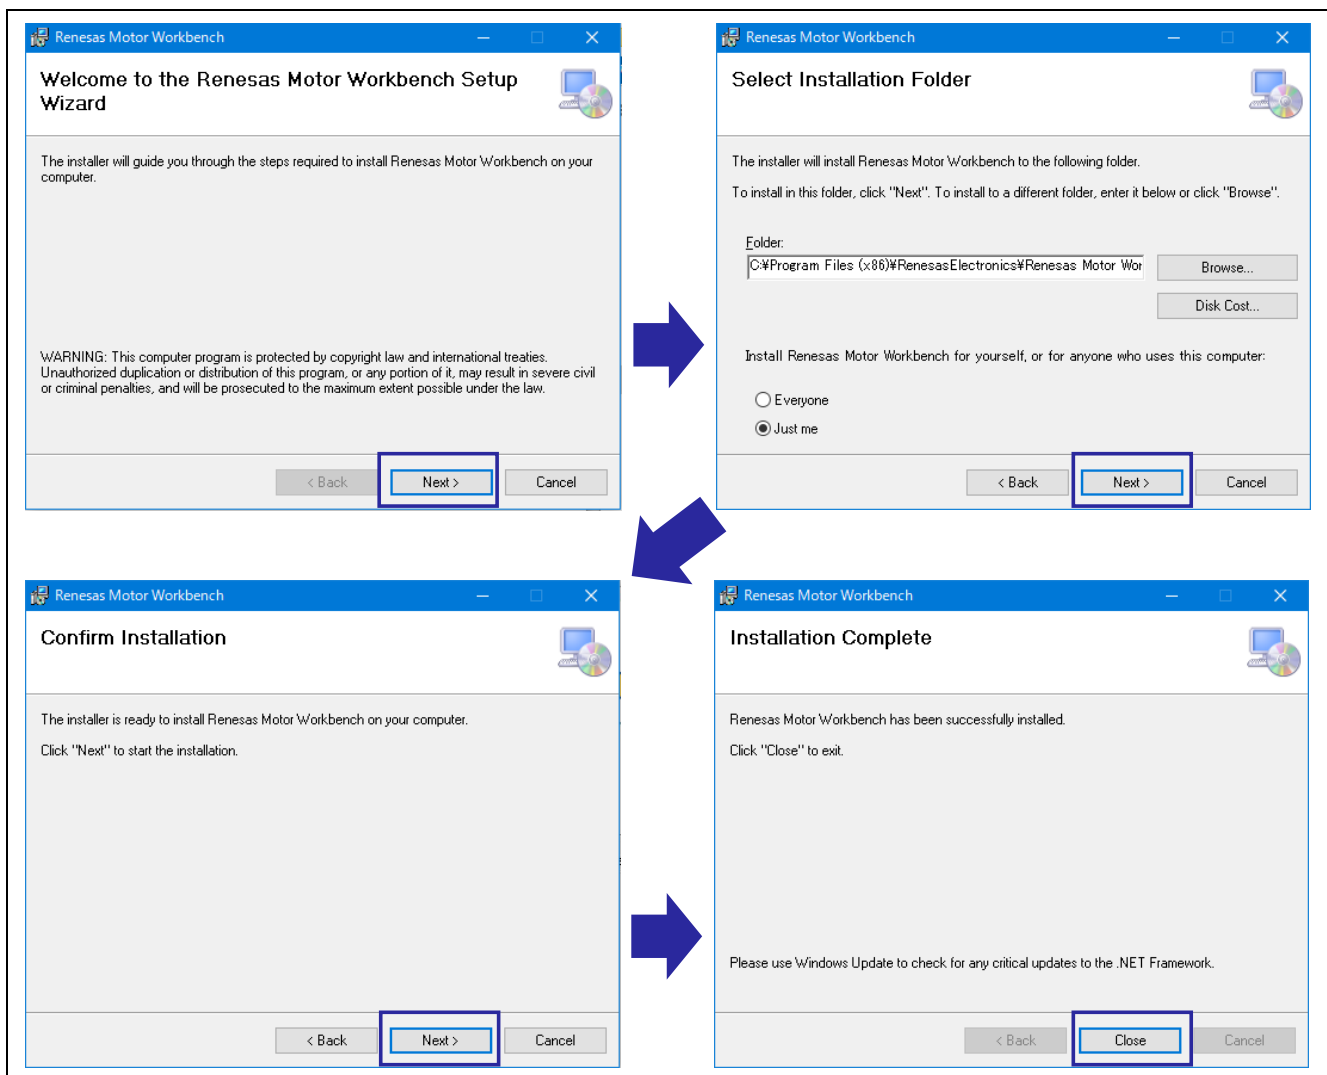 Renesas Motor Workbench
Welcome to the Renesas Motor Workbench Setup
Wizard
The installer will guide you through the steps required to install Renesas Motor Workbench on your
computer.
WARNING: This computer program is protected by copyright law and international treaties.
Unauthorized duplication or distribution of this program, or any portion of it, may result in severe civil
or criminal penalties, and will be prosecuted to the maximum extent possible under the law.
< Back
Next >
Cancel
Renesas Motor Workbench
Select Installation Folder
The installer will install Renesas Motor Workbench to the following folder.
To install in this folder, click "Next". To install to a different folder, enter it below or click "Browse".
Folder:
C:¥Program Files (x86)¥RenesasElectronics¥Renesas Motor Wor
Browse...
Disk Cost...
Install Renesas Motor Workbench for yourself, or for anyone who uses this computer:
Everyone
Just me
< Back
Next >
Cancel
Renesas Motor Workbench
Confirm Installation
The installer is ready to install Renesas Motor Workbench on your computer.
Click "Next" to start the installation.
< Back
Next >
Cancel
Renesas Motor Workbench
Installation Complete
Renesas Motor Workbench has been successfully installed.
Click "Close" to exit.
Please use Windows Update to check for any critical updates to the .NET Framework.
< Back
Close
Cancel